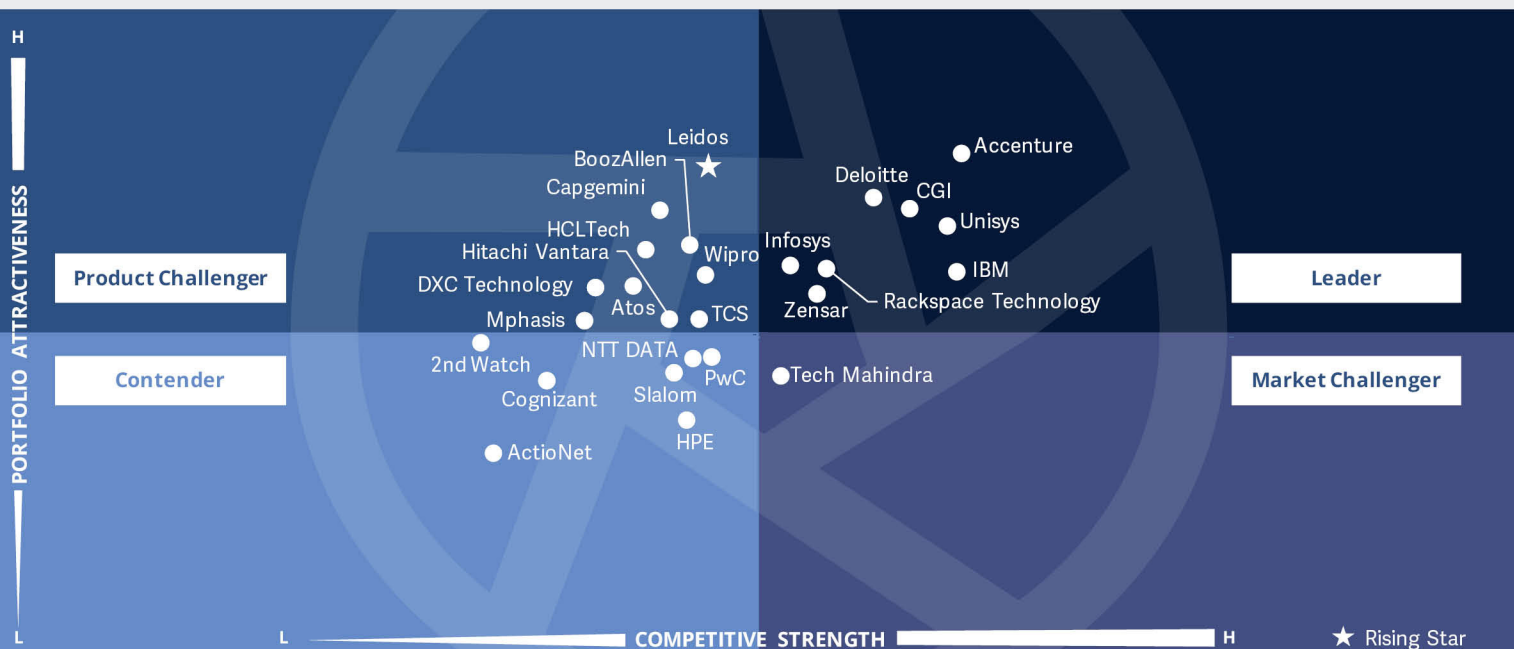 H
PORTFOLIO ATTRACTIVENESS
L
Leidos
BoozAllen
Capgemini
HCLTech
Hitachi Vantara
Wipro
DXC Technology
Atos
Mphasis
TCS
Product Challenger
Accenture
Deolitte
CGI
Unisys
Infosys
IBM
Rackspace Technology
Zensar
Leader
2nd Watch
NTT DATA
PwC
Cognizant
Slalom
HPE
ActioNet
Contender
Tech Mahindra
Market Challenger
L
COMPETITIVE STRENGTH
H
Rising Star